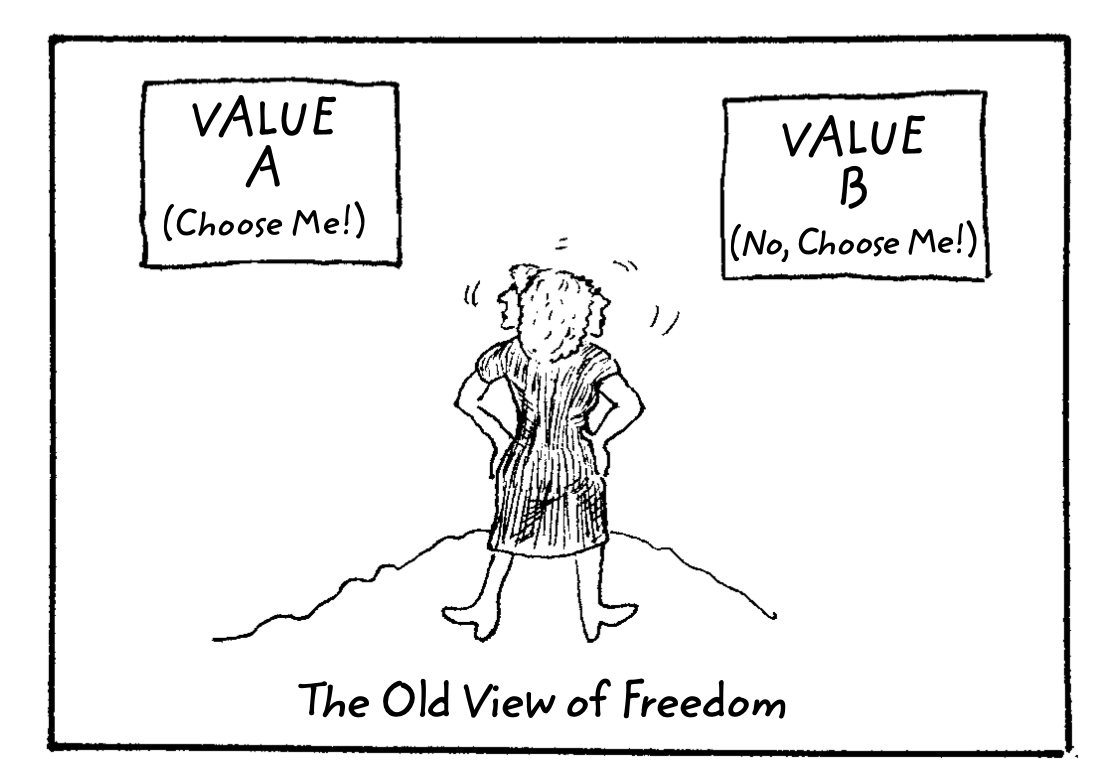 VALUE
A
(Choose Me!)
VALUE
B
(No, Choose Me!)
The Old View of Freedom